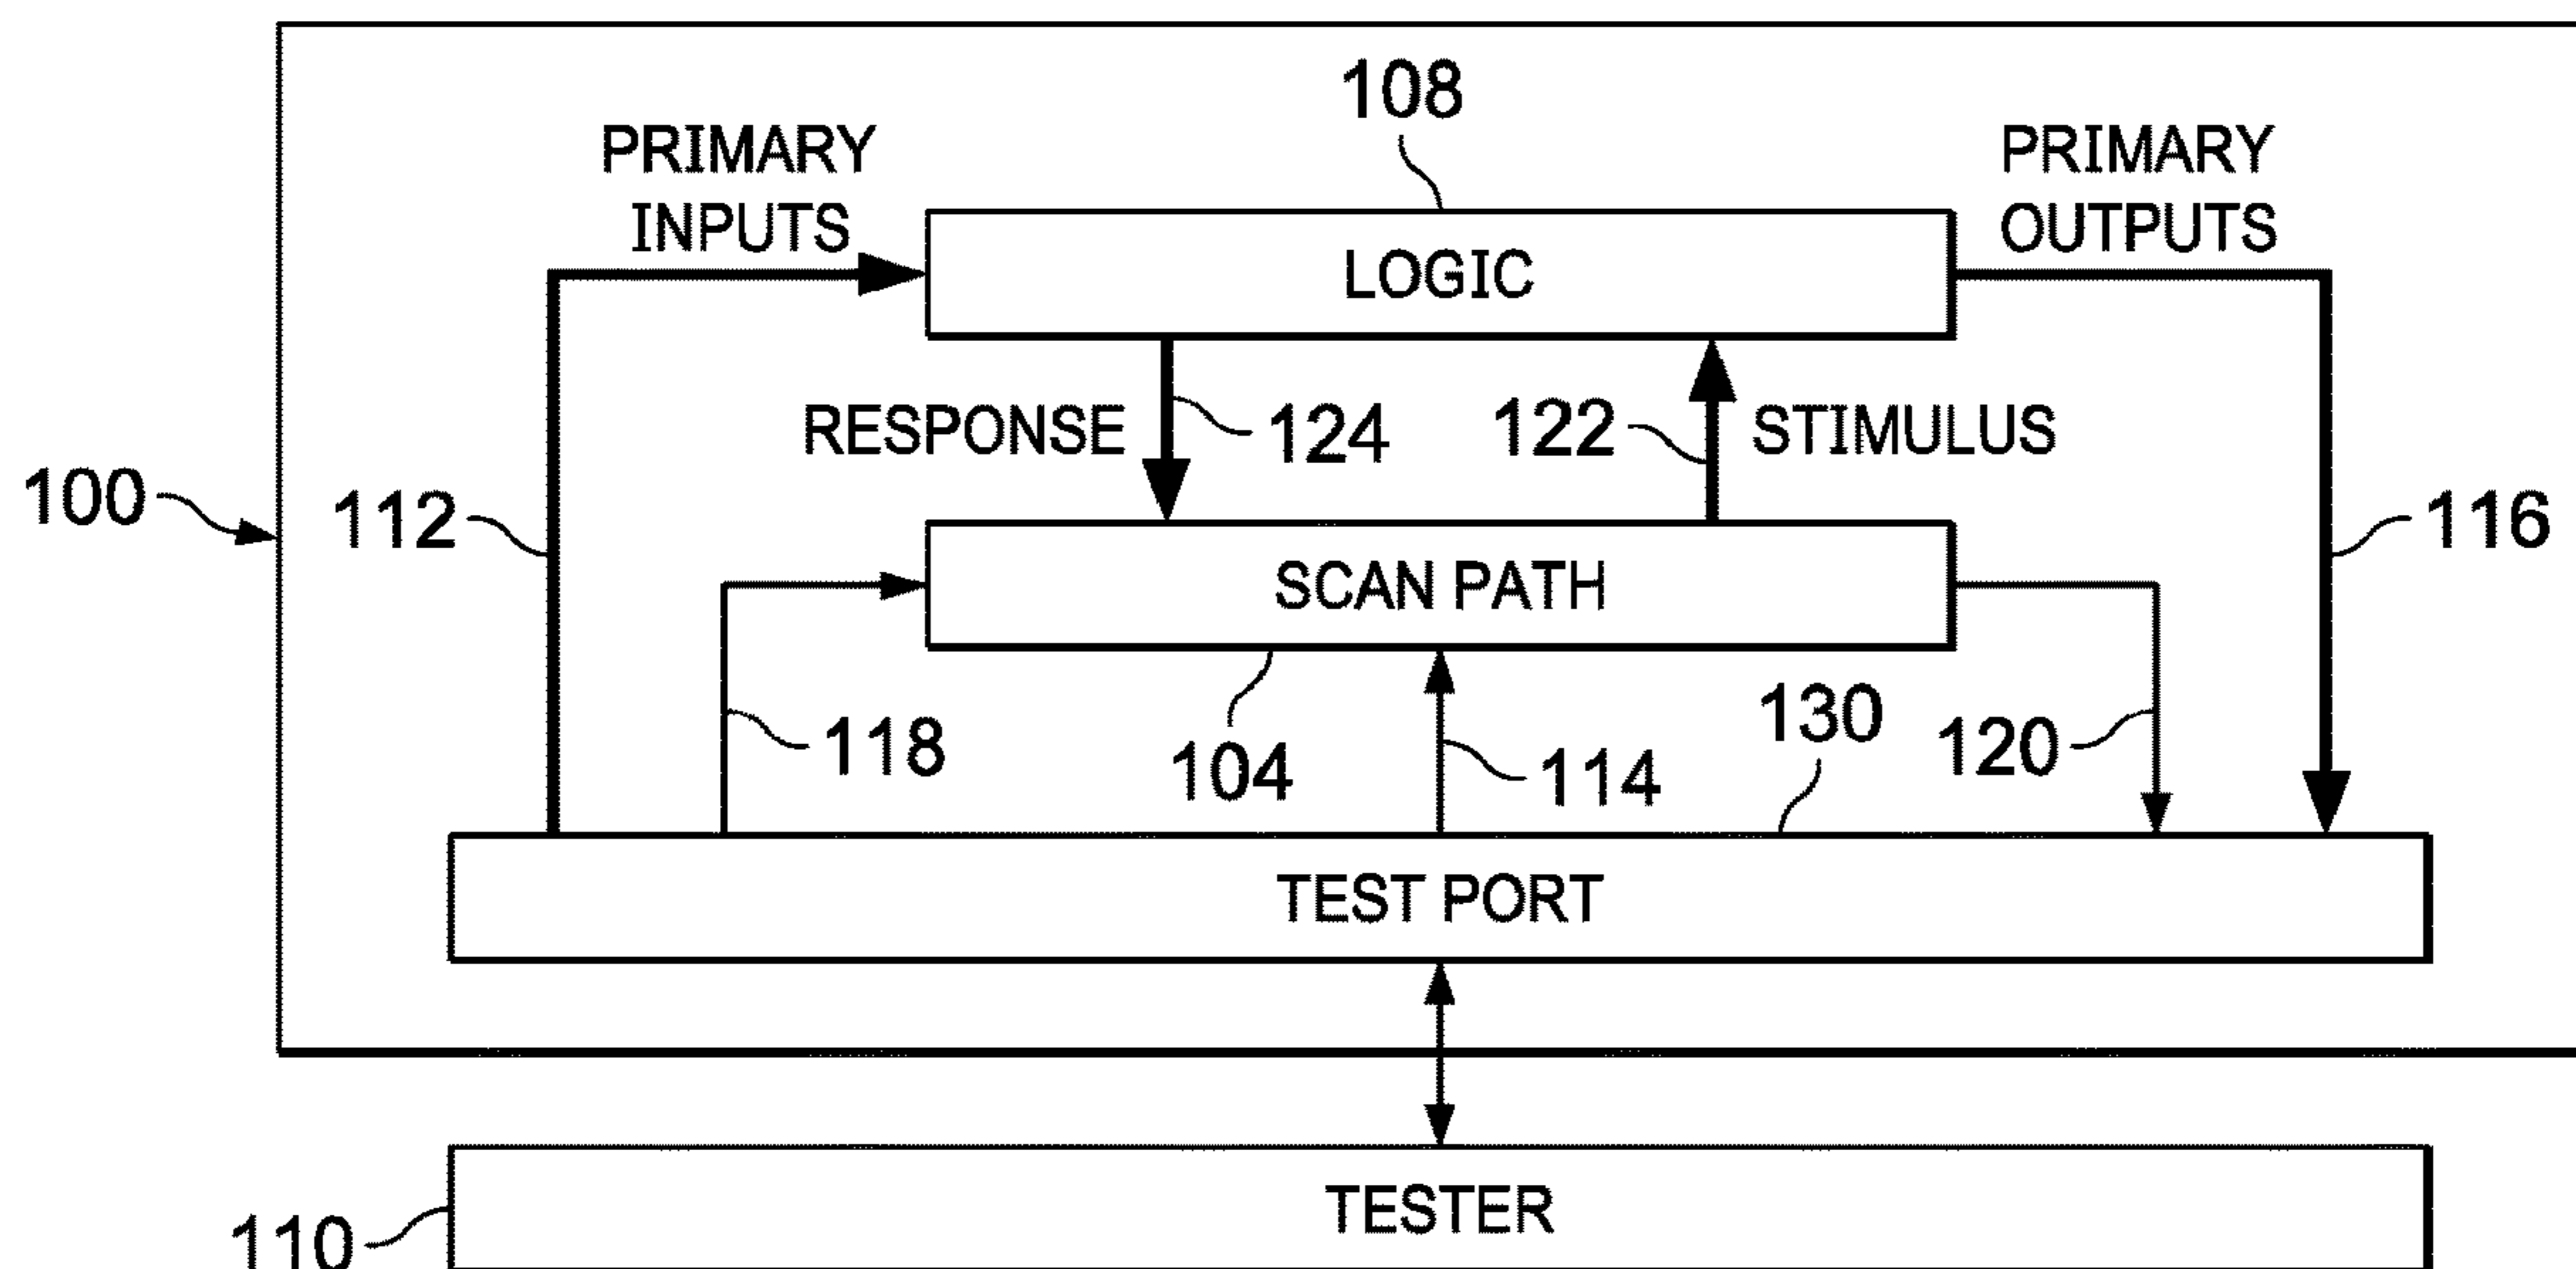 108
PRIMARY
INPUTS
PRIMARY
OUTPUTS
LOGIC
RESPONSE
124
122
STIMULUS
100
112
116
SCAN PATH
118
104
114
130
120
TEST PORT
TESTER
110